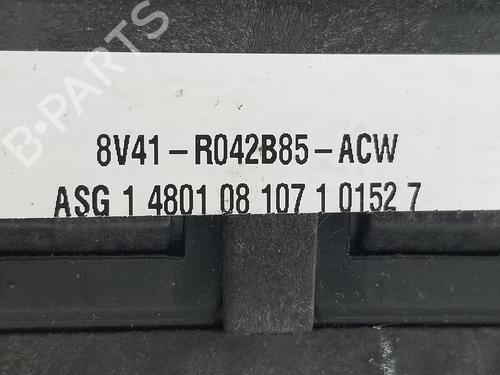 B-PARTS
8V41-R042B85-ACW
ASG 1 4801 08 107 1 0152 7